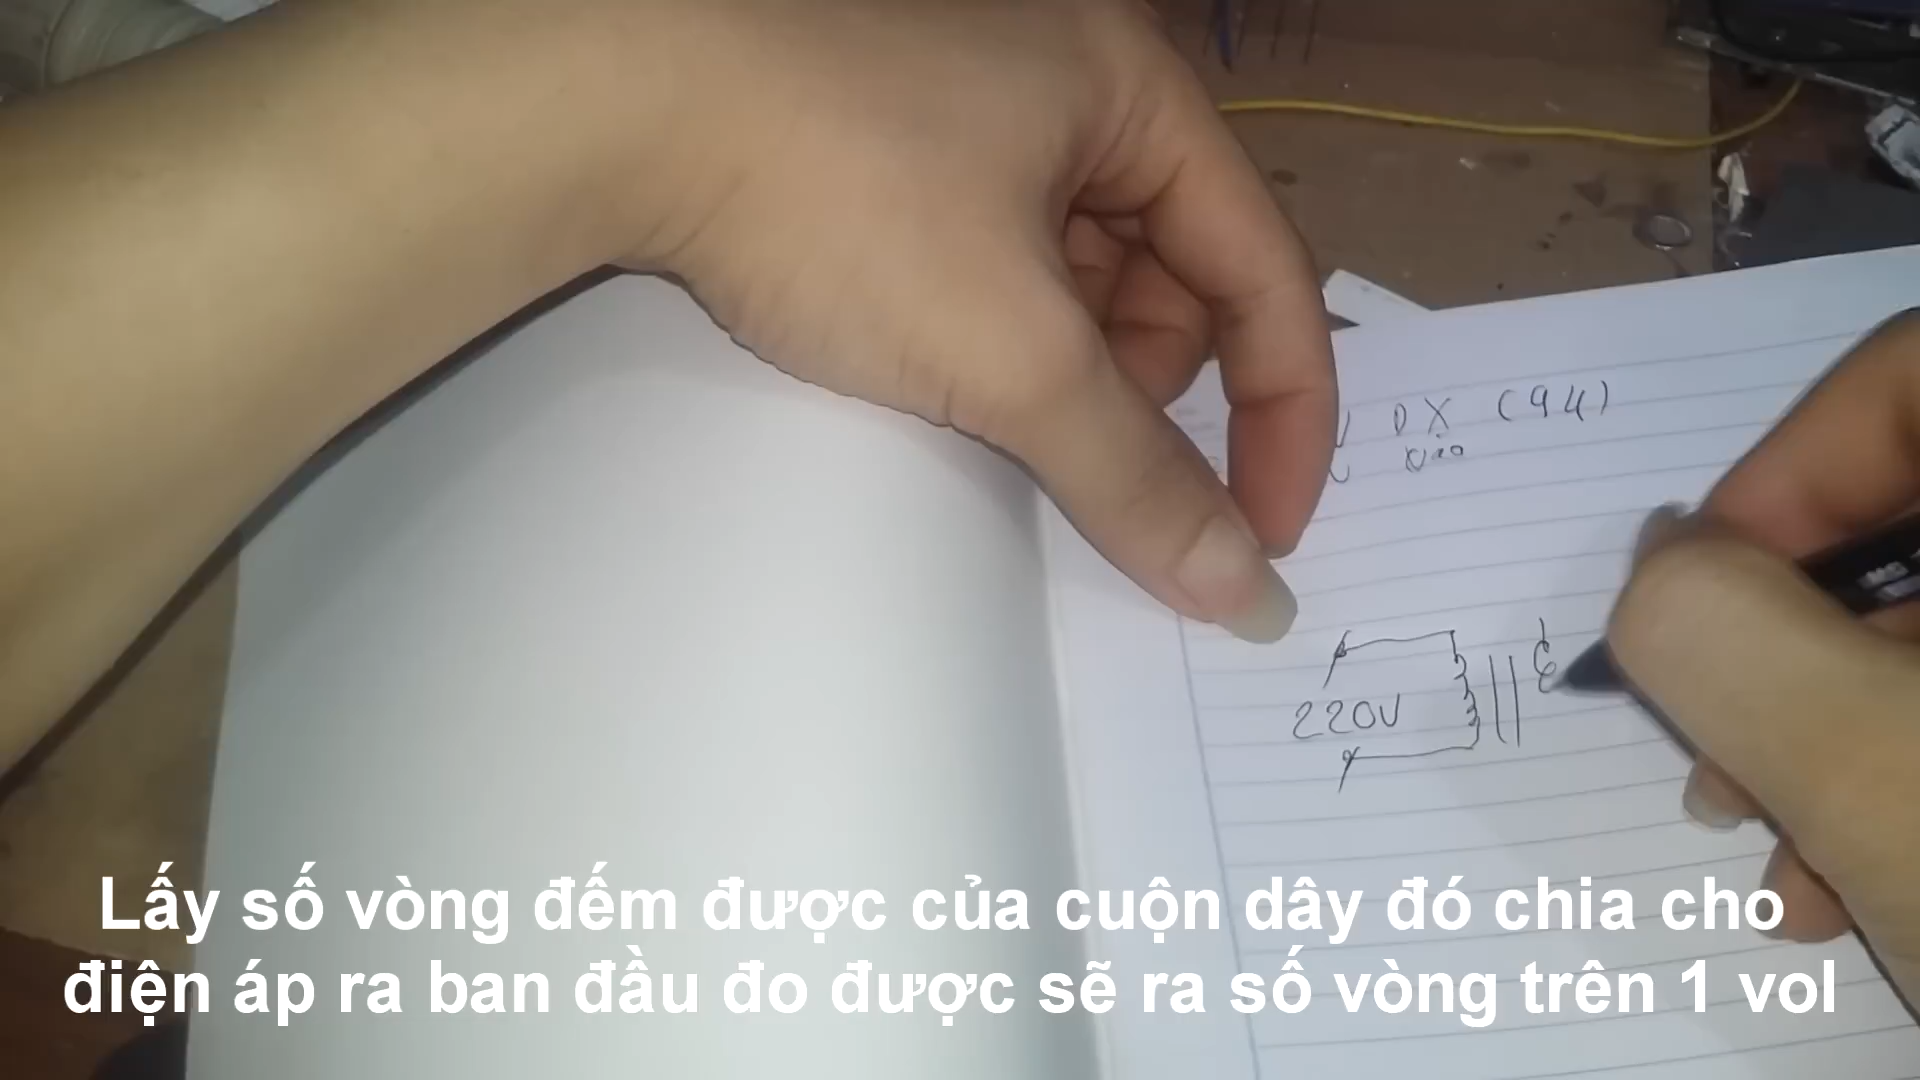 DX (94)
vào
220V
Lấy số vòng đếm được của cuộn dây đó chia cho
điện áp ra ban đầu đo được sẽ ra số vòng trên 1 vol